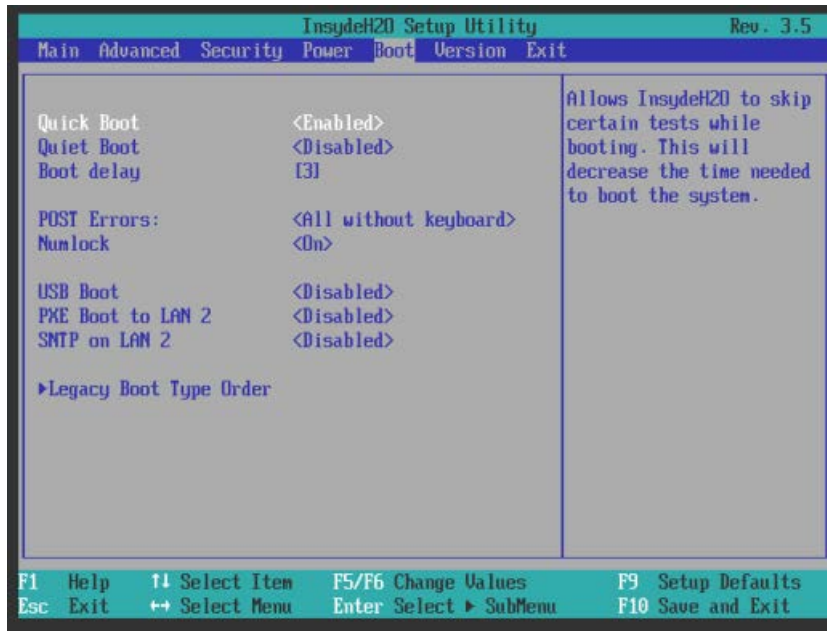 InsydeH2O Setup Utility Rev. 3.5
Main Advanced Security Power Boot Version Exit
Quick Boot <Enabled>
Quiet Boot <Disabled>
Boot delay [3]
POST Errors: <All without keyboard>
Numlock <On>
USB Boot <Disabled>
PXE Boot to LAN 2 <Disabled>
SNTP on LAN 2 <Disabled>
▶Legacy Boot Type Order
Allows InsydeH2O to skip
certain tests while
booting. This will
decrease the time needed
to boot the system.
F1 Help ↑↓ Select Item F5/F6 Change Values F9 Setup Defaults
Esc Exit ↔ Select Menu Enter Select ▶ SubMenu F10 Save and Exit